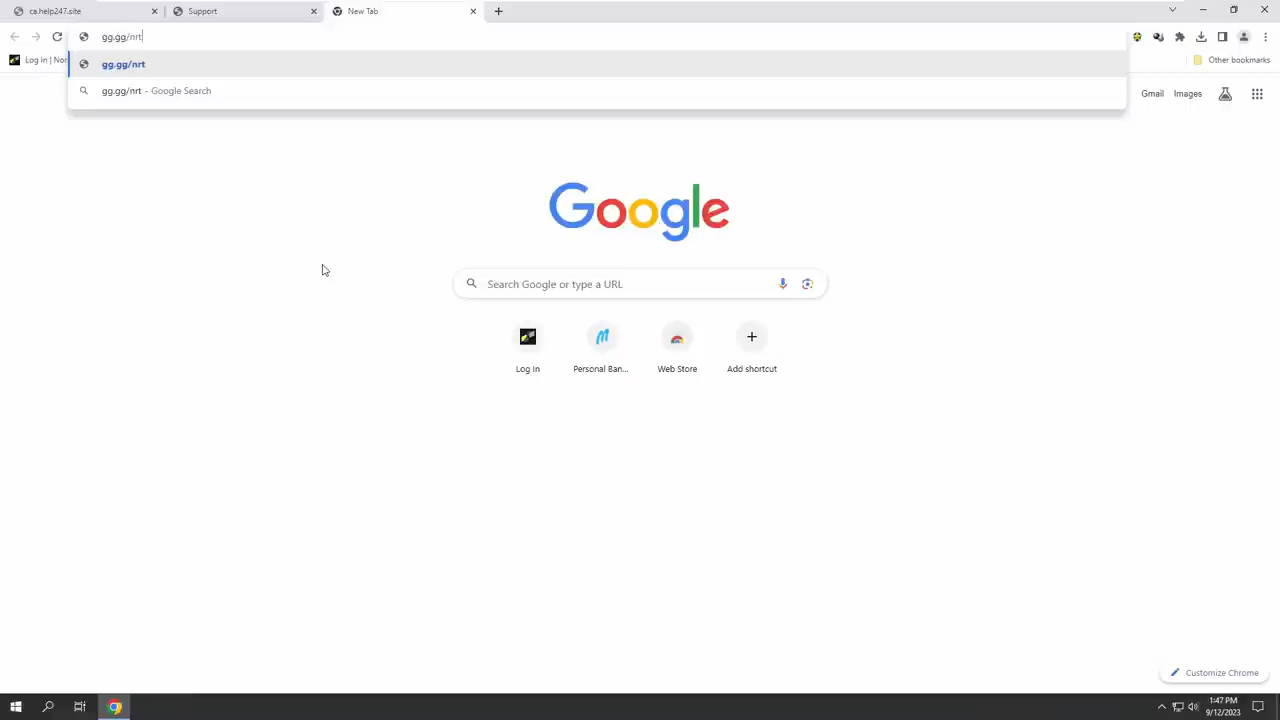 ca.help247.site
Support
New Tab
gg.gg/nrt
Log In | Nor
Other bookmarks
gg.gg/nrt
gg.gg/nrt - Google Search
Gmail
Images
Google
Search Google or type a URL
Log In
Personal Ban...
Web Store
Add shortcut
Customize Chrome
1:47 PM
9/12/2023